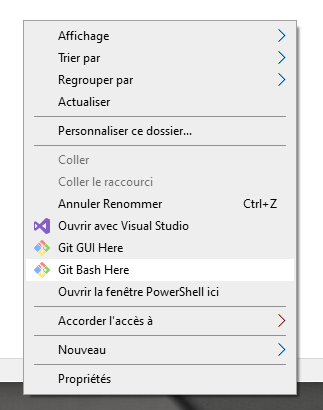 Affichage
Trier par
Regrouper par
Actualiser
Personnaliser ce dossier...
Coller
Coller le raccourci
Annuler Renommer Ctrl+Z
Ouvrir avec Visual Studio
Git GUI Here
Git Bash Here
Ouvrir la fenêtre PowerShell ici
Accorder l'accès à
Nouveau
Propriétés